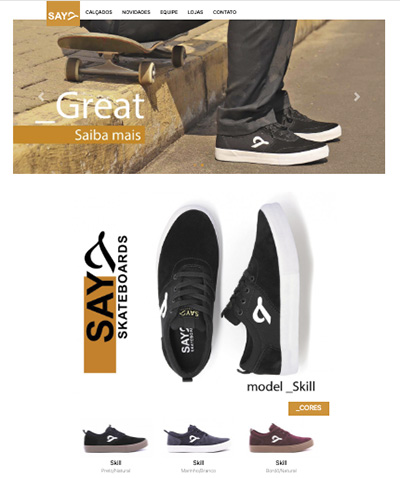 SAY
CALÇADOS NOVIDADES EQUIPE LOJAS CONTATO
_Great
Saiba mais
SAY
SKATEBOARDS
SAY
SAY
model _Skill
_CORES
Skill Skill Skill
Preto/Natural Marinho/Branco Bordô/Natural